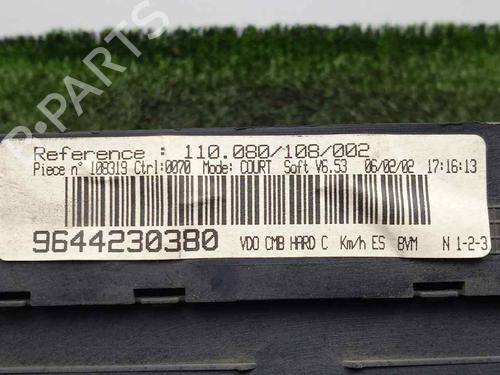 B-PARTS
Reference : 110.080/108/002
Piece n° 108319 Ctrl:0070 Mode: COURT Soft V6.53 06/02/02 17:16:13
9644230380 VDO CMB HARD C Km/h ES BVM N 1-2-3